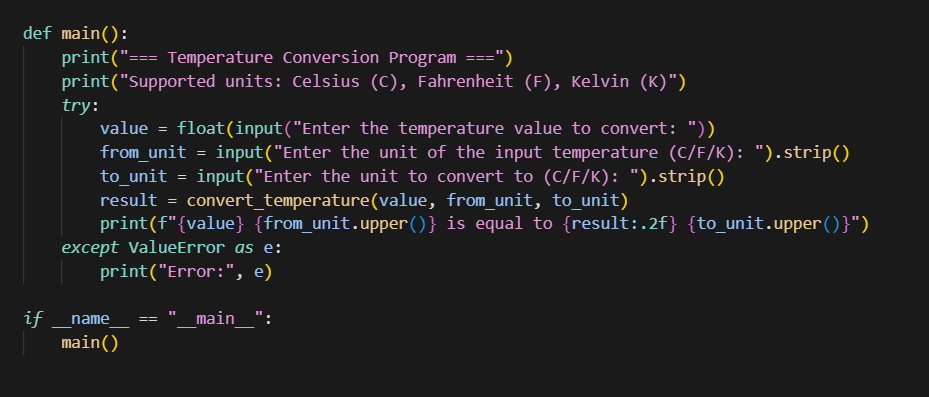 def main():
    print("=== Temperature Conversion Program ===")
    print("Supported units: Celsius (C), Fahrenheit (F), Kelvin (K)")
    try:
        value = float(input("Enter the temperature value to convert: "))
        from_unit = input("Enter the unit of the input temperature (C/F/K): ").strip()
        to_unit = input("Enter the unit to convert to (C/F/K): ").strip()
        result = convert_temperature(value, from_unit, to_unit)
        print(f"{value} {from_unit.upper()} is equal to {result:.2f} {to_unit.upper()}")
    except ValueError as e:
        print("Error:", e)

if __name__ == "__main__":
    main()